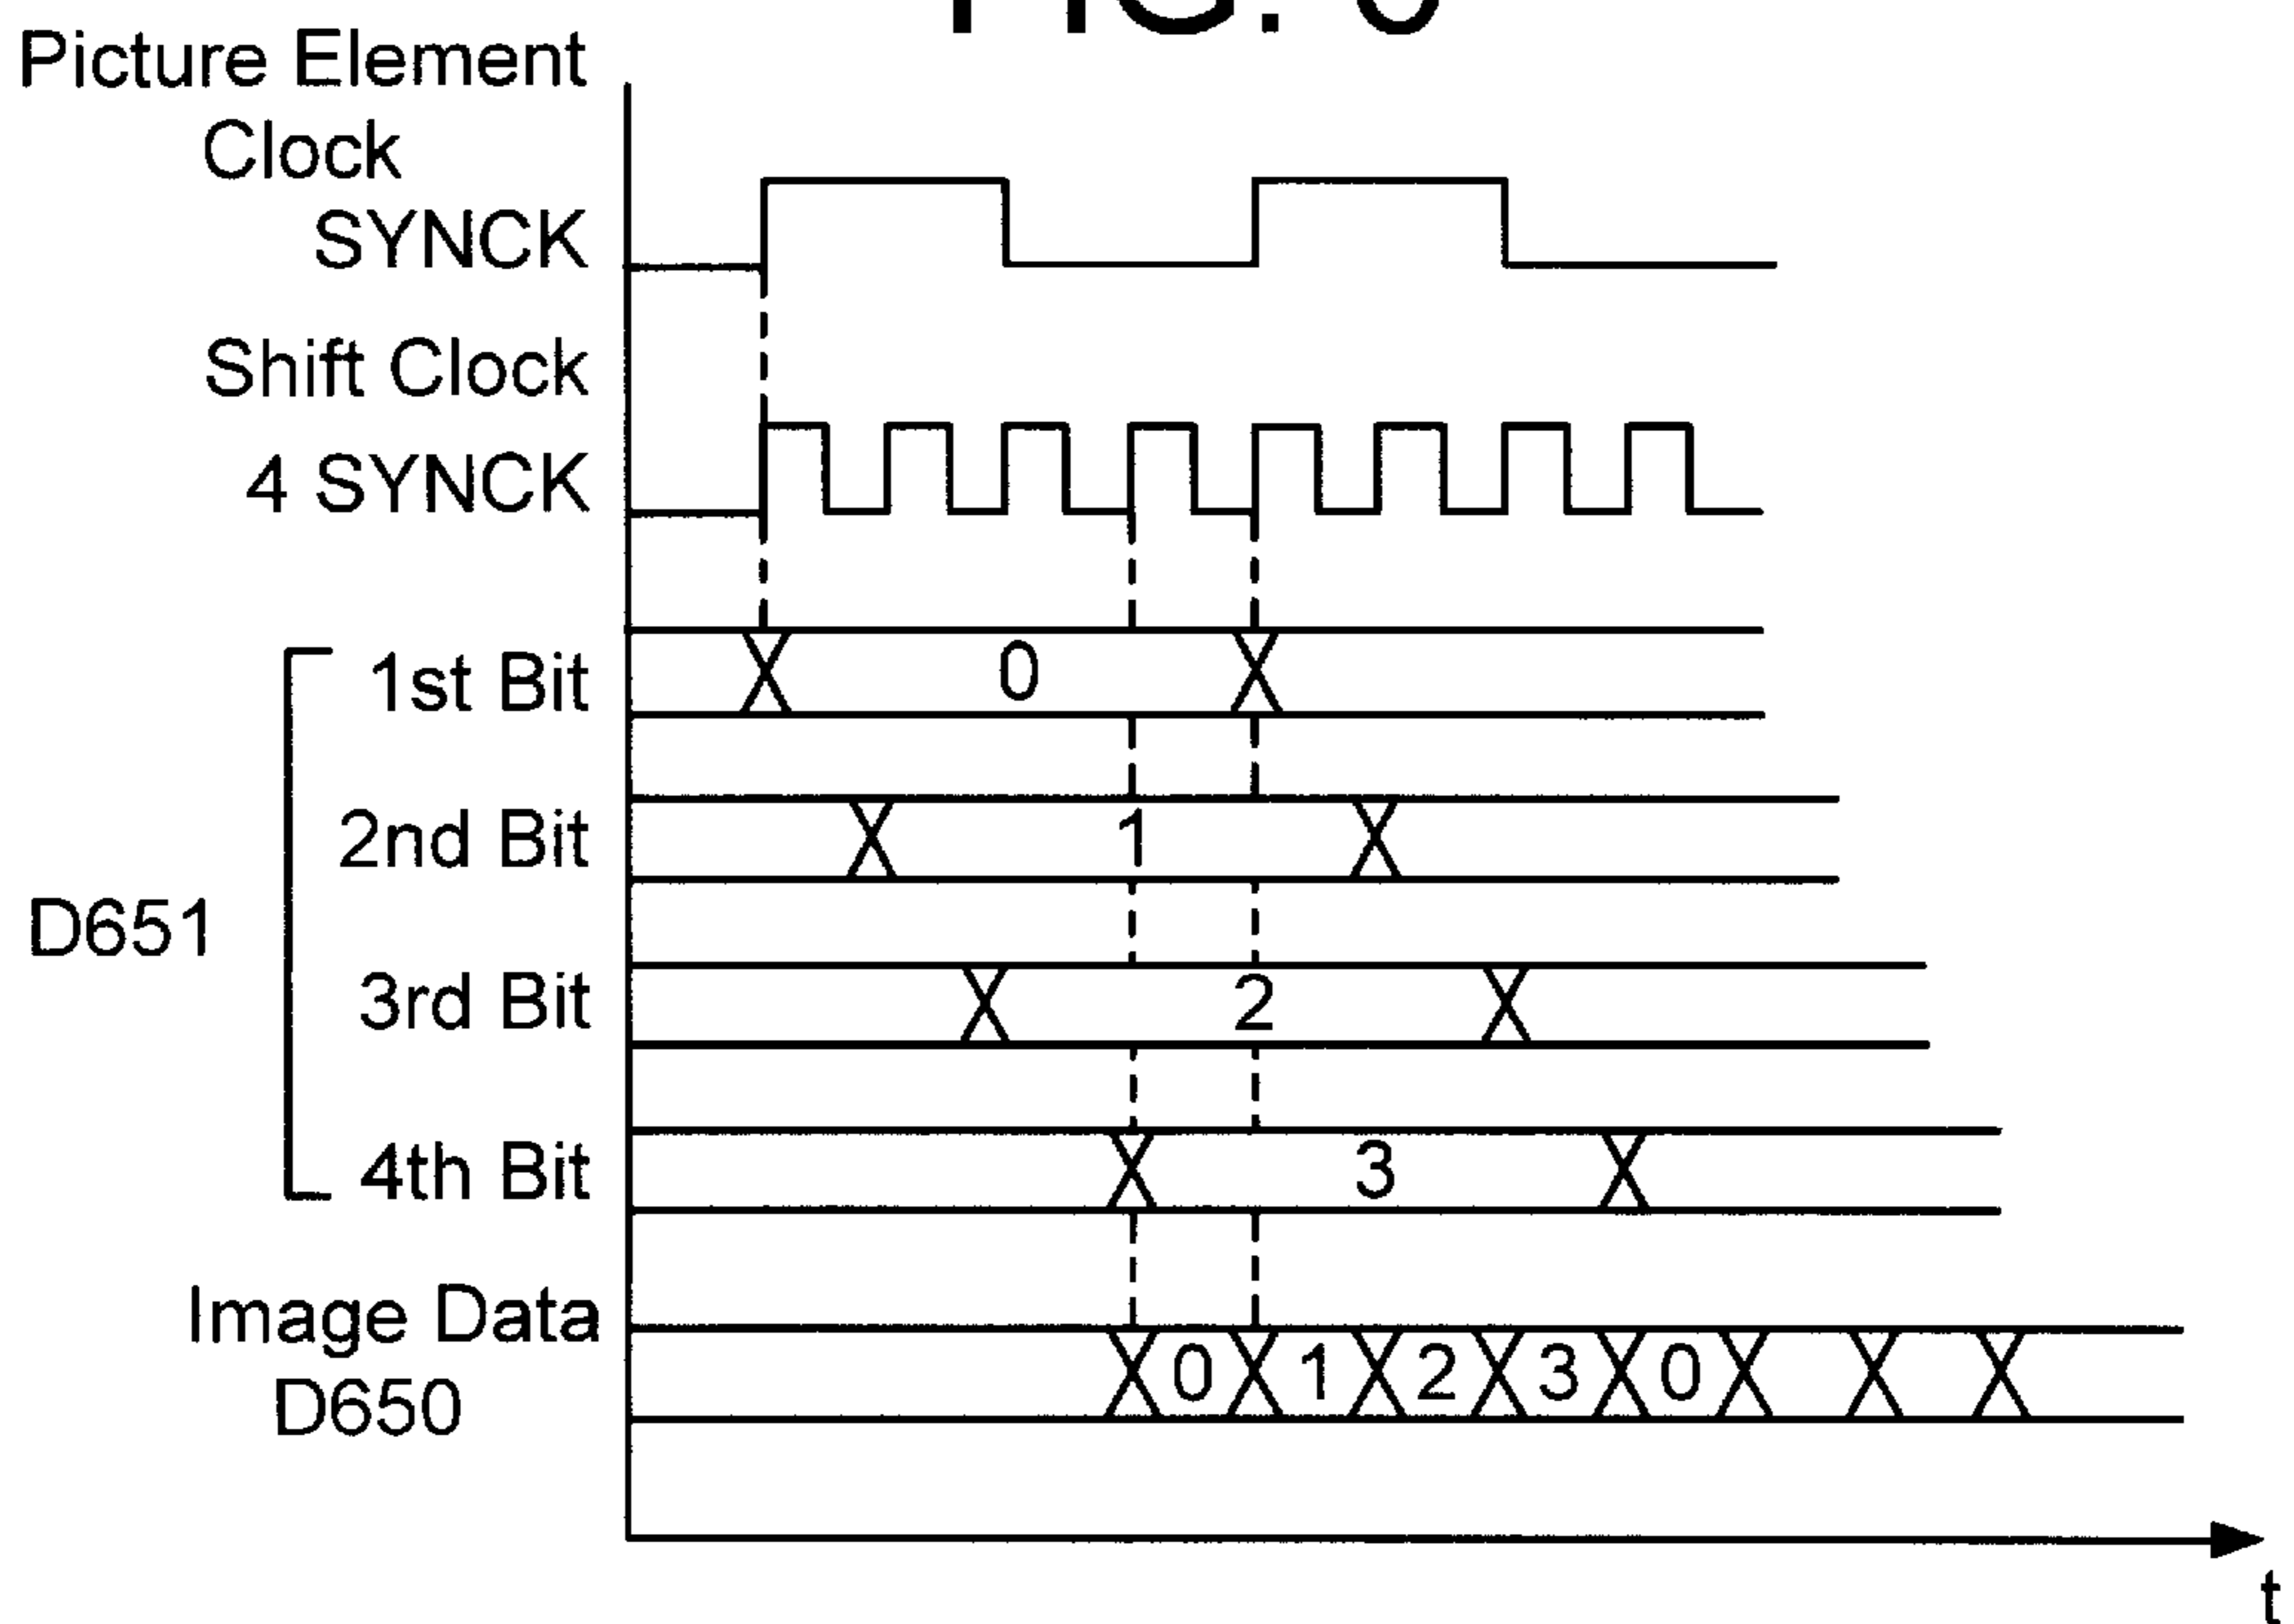 FIG.
Picture Element
Clock
SYNCK
Shift Clock
4 SYNCK
1st Bit
0
2nd Bit
1
D651
3rd Bit
2
4th Bit
3
Image Data
D650
0 1 2 3 0
t